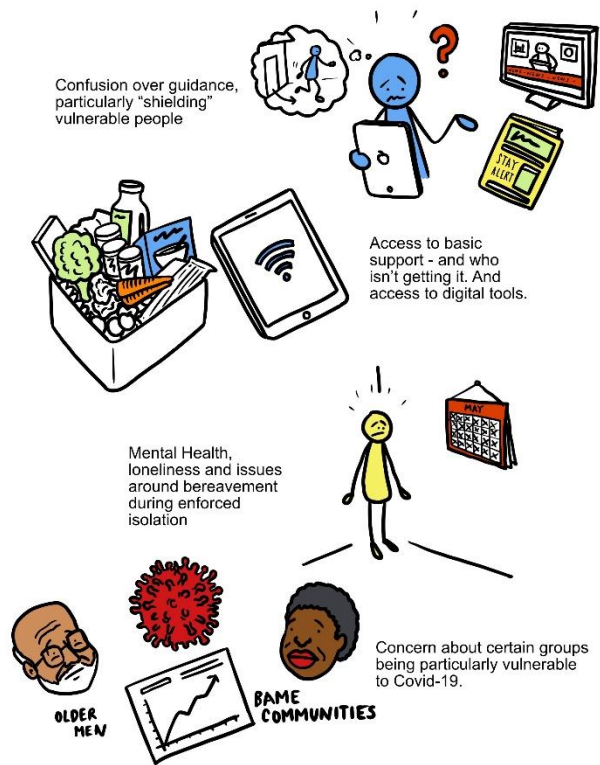 Confusion over guidance,
particularly “shielding”
vulnerable people
STAY
ALERT
Access to basic
support - and who
isn't getting it. And
access to digital tools.
MAY
Mental Health,
loneliness and issues
around bereavement
during enforced
isolation
Concern about certain groups
being particularly vulnerable
to Covid-19.
OLDER
MEN
BAME
COMMUNITIES